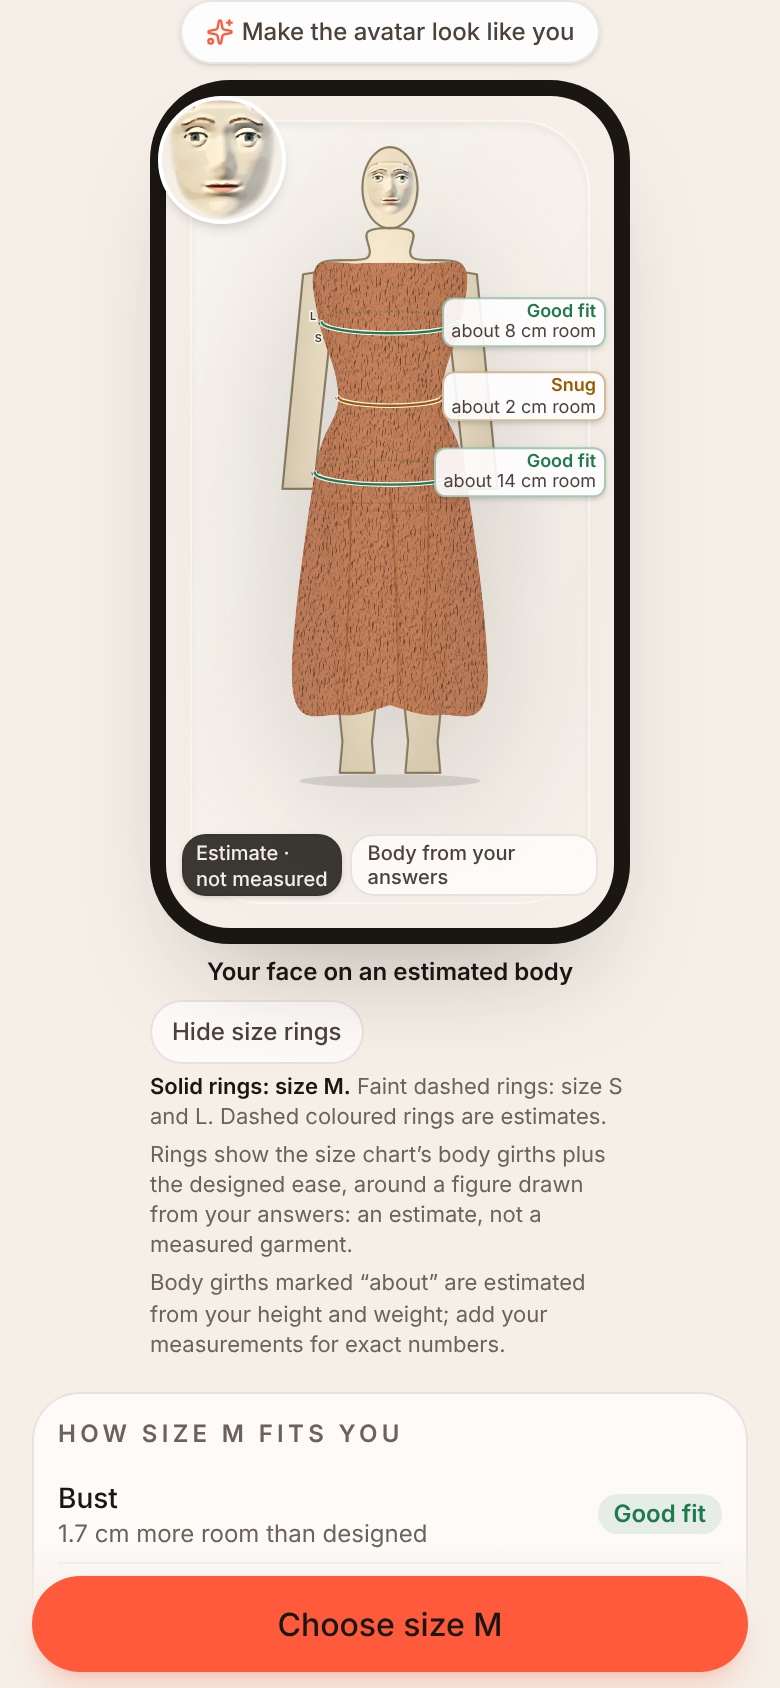 Make the avatar look like you
Good fit
about 8 cm room
L
S
Snug
about 2 cm room
Good fit
about 14 cm room
Estimate ·
not measured
Body from your
answers
Your face on an estimated body
Hide size rings
Solid rings: size M. Faint dashed rings: size S
and L. Dashed coloured rings are estimates.
Rings show the size chart’s body girths plus
the designed ease, around a figure drawn
from your answers: an estimate, not a
measured garment.
Body girths marked “about” are estimated
from your height and weight; add your
measurements for exact numbers.
HOW SIZE M FITS YOU
Bust
Good fit
1.7 cm more room than designed
Choose size M